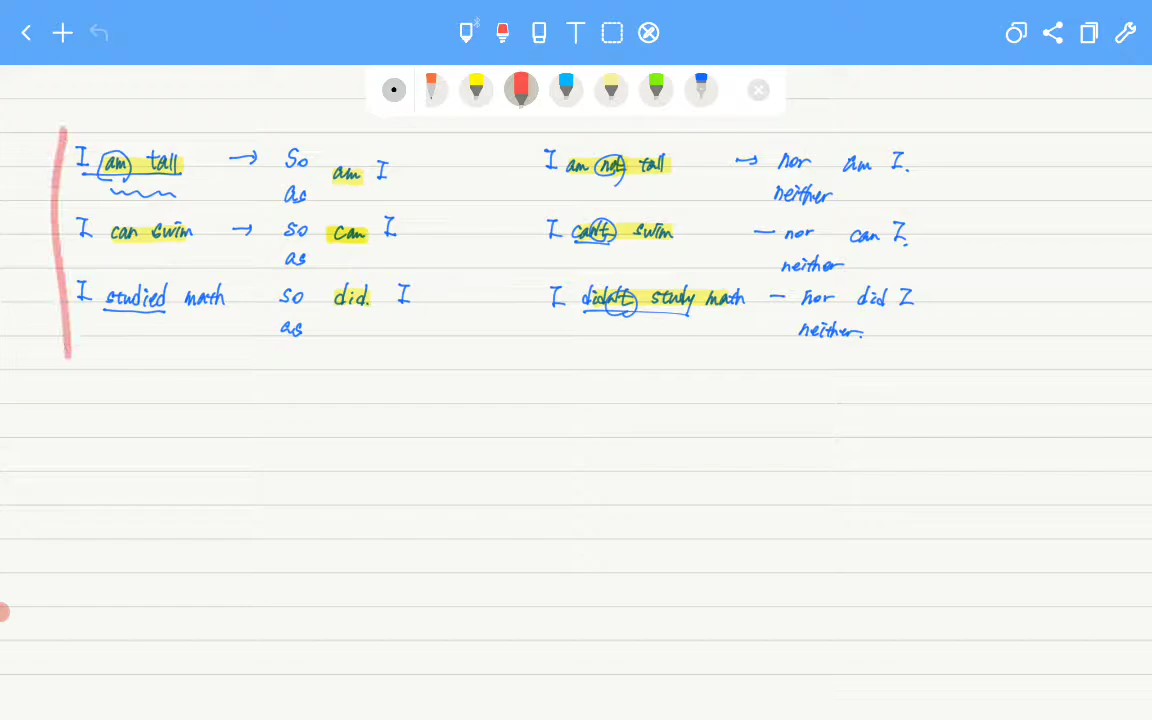 I am tall → So am I
as
I am not tall → nor am I.
neither
I can swim → so can I
as
I can't swim — nor can I.
neither
I studied math so did. I
as
I didn't study math — nor did I
neither.